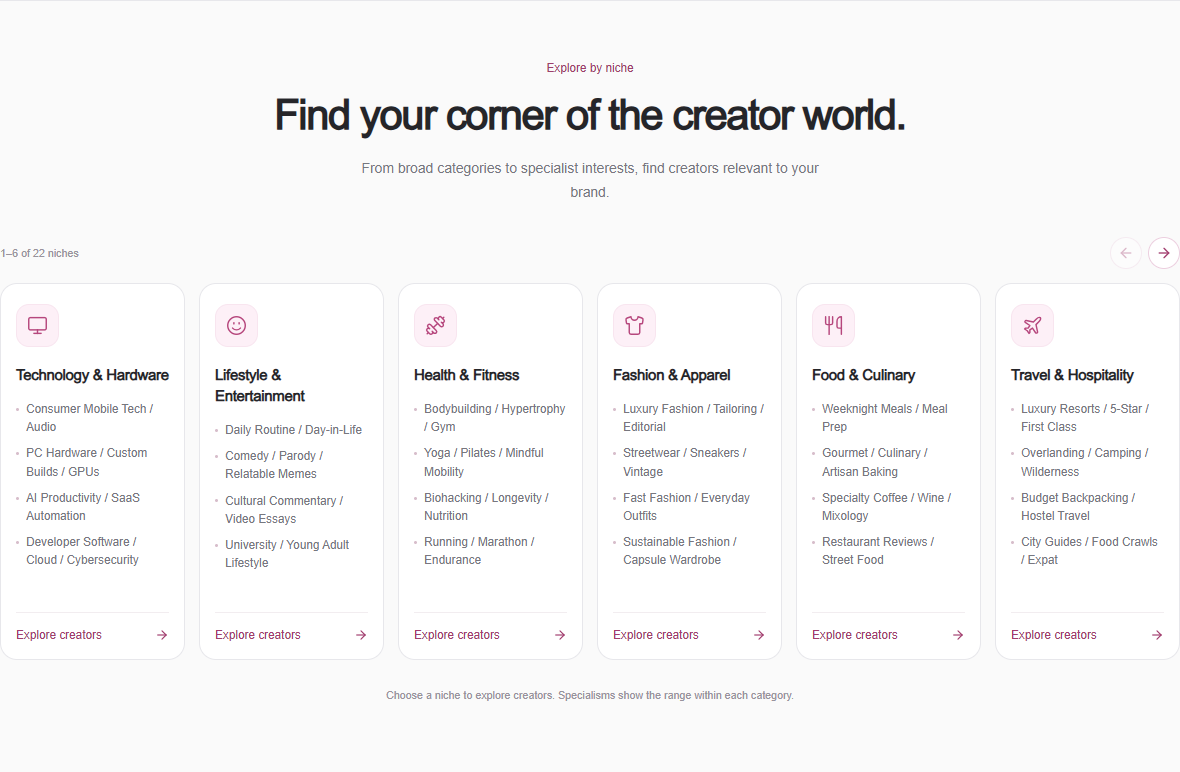 Explore by niche
Find your corner of the creator world.
From broad categories to specialist interests, find creators relevant to your
brand.
1–6 of 22 niches
Technology & Hardware
Consumer Mobile Tech /
Audio
PC Hardware / Custom
Builds / GPUs
AI Productivity / SaaS
Automation
Developer Software /
Cloud / Cybersecurity
Explore creators
Lifestyle &
Entertainment
Daily Routine / Day-in-Life
Comedy / Parody /
Relatable Memes
Cultural Commentary /
Video Essays
University / Young Adult
Lifestyle
Explore creators
Health & Fitness
Bodybuilding / Hypertrophy
/ Gym
Yoga / Pilates / Mindful
Mobility
Biohacking / Longevity /
Nutrition
Running / Marathon /
Endurance
Explore creators
Fashion & Apparel
Luxury Fashion / Tailoring /
Editorial
Streetwear / Sneakers /
Vintage
Fast Fashion / Everyday
Outfits
Sustainable Fashion /
Capsule Wardrobe
Explore creators
Food & Culinary
Weeknight Meals / Meal
Prep
Gourmet / Culinary /
Artisan Baking
Specialty Coffee / Wine /
Mixology
Restaurant Reviews /
Street Food
Explore creators
Travel & Hospitality
Luxury Resorts / 5-Star /
First Class
Overlanding / Camping /
Wilderness
Budget Backpacking /
Hostel Travel
City Guides / Food Crawls
/ Expat
Explore creators
Choose a niche to explore creators. Specialisms show the range within each category.